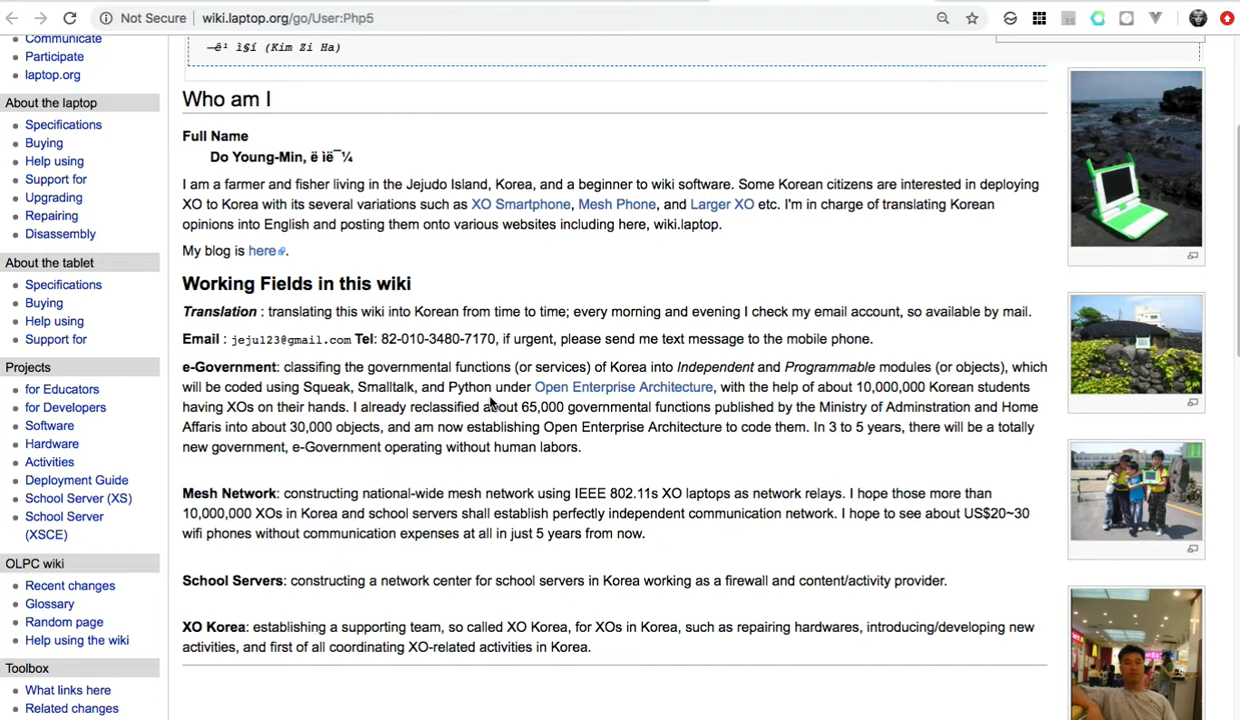 Not Secure wiki.laptop.org/go/User:Php5
Communicate
Participate
laptop.org
About the laptop
Specifications
Buying
Help using
Support for
Upgrading
Repairing
Disassembly
About the tablet
Specifications
Buying
Help using
Support for
Projects
for Educators
for Developers
Software
Hardware
Activities
Deployment Guide
School Server (XS)
School Server
(XSCE)
OLPC wiki
Recent changes
Glossary
Random page
Help using the wiki
Toolbox
What links here
Related changes
(Kim Zi Ha)
Who am I
Full Name
Do Young-Min, ë ìë¯¼
I am a farmer and fisher living in the Jejudo Island, Korea, and a beginner to wiki software. Some Korean citizens are interested in deploying
XO to Korea with its several variations such as XO Smartphone, Mesh Phone, and Larger XO etc. I'm in charge of translating Korean
opinions into English and posting them onto various websites including here, wiki.laptop.
My blog is here.
Working Fields in this wiki
Translation : translating this wiki into Korean from time to time; every morning and evening I check my email account, so available by mail.
Email : jeju123@gmail.com Tel: 82-010-3480-7170, if urgent, please send me text message to the mobile phone.
e-Government: classifing the governmental functions (or services) of Korea into Independent and Programmable modules (or objects), which
will be coded using Squeak, Smalltalk, and Python under Open Enterprise Architecture, with the help of about 10,000,000 Korean students
having XOs on their hands. I already reclassified about 65,000 governmental functions published by the Ministry of Adminstration and Home
Affaris into about 30,000 objects, and am now establishing Open Enterprise Architecture to code them. In 3 to 5 years, there will be a totally
new government, e-Government operating without human labors.
Mesh Network: constructing national-wide mesh network using IEEE 802.11s XO laptops as network relays. I hope those more than
10,000,000 XOs in Korea and school servers shall establish perfectly independent communication network. I hope to see about US$20~30
wifi phones without communication expenses at all in just 5 years from now.
School Servers: constructing a network center for school servers in Korea working as a firewall and content/activity provider.
XO Korea: establishing a supporting team, so called XO Korea, for XOs in Korea, such as repairing hardwares, introducing/developing new
activities, and first of all coordinating XO-related activities in Korea.